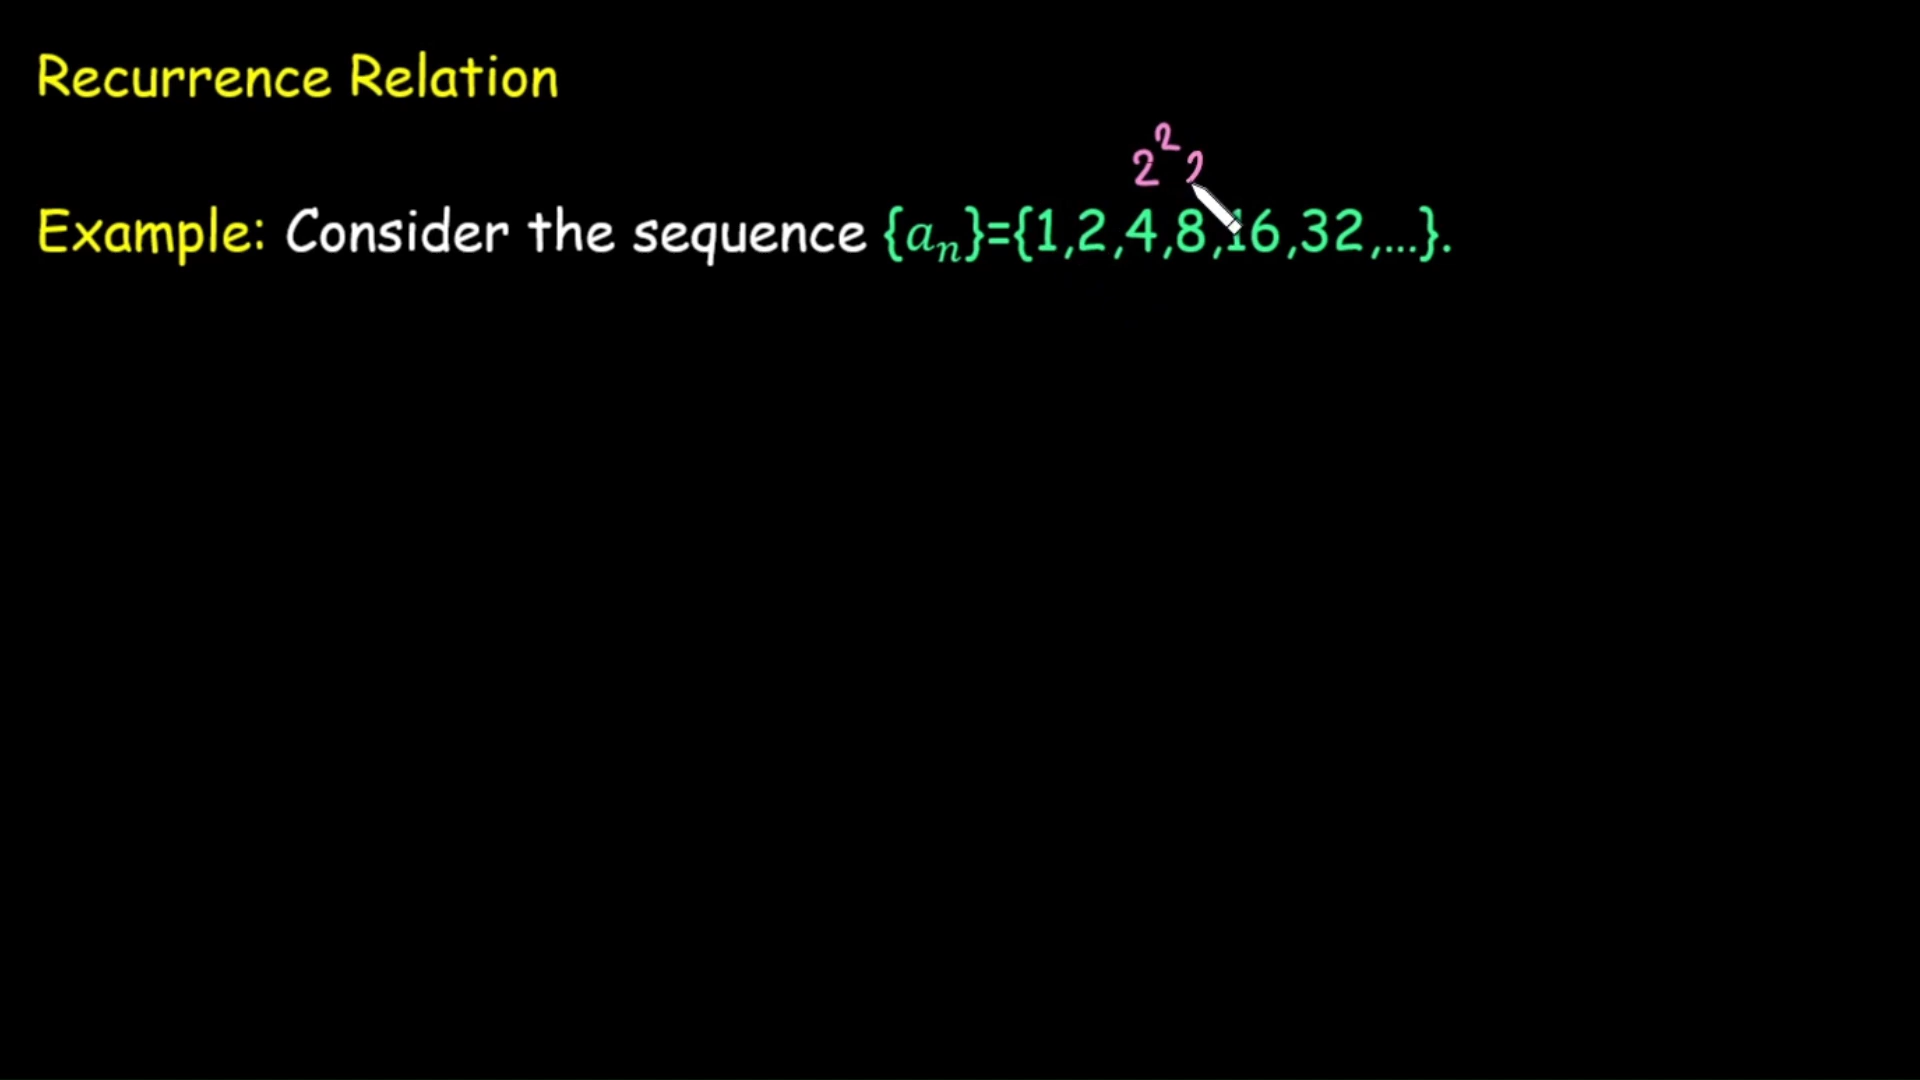 Recurrence Relation
2²
Example: Consider the sequence {aₙ}={1,2,4,8,16,32,...}.